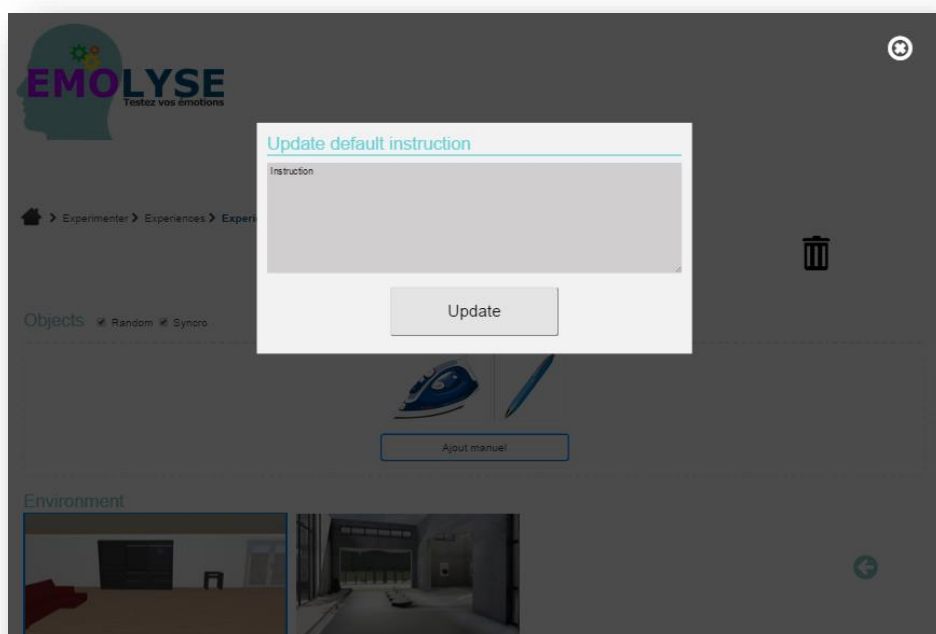 EMOLYSE
Testez vos émotions
Update default instruction
Instruction
Experimenter Experiences Experi
Update
Objects Random Syncro
Ajout manuel
Environment